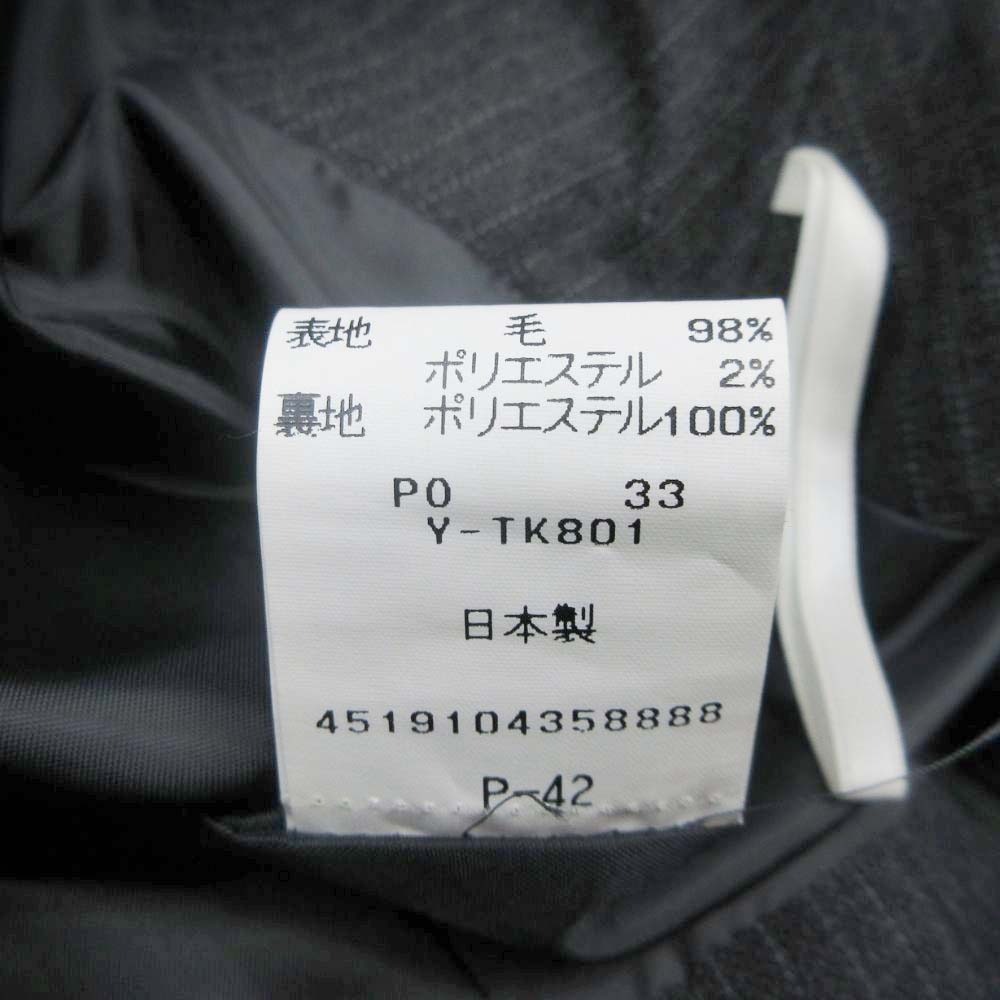 表地 毛 98%
ポリエステル 2%
裏地 ポリエステル100%
PO 33
Y-TK801
日本製
4519104358888
P-42